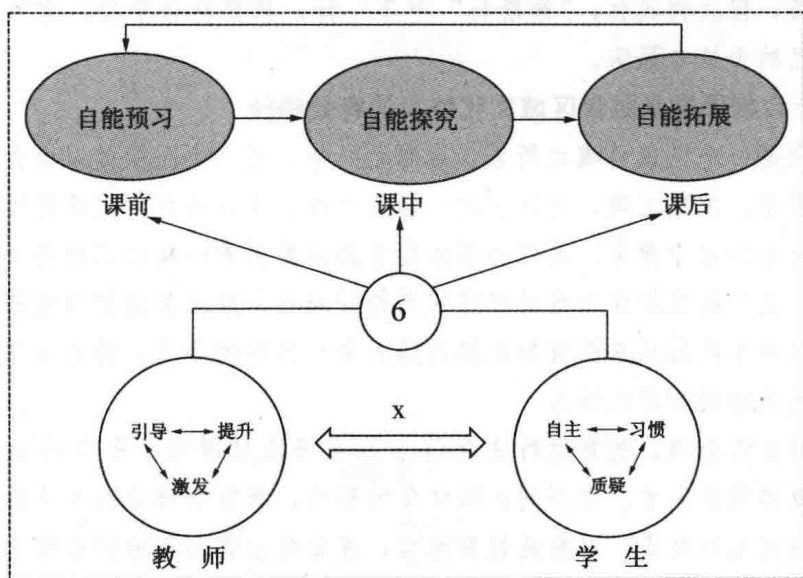 自能预习 自能探究 自能拓展
课前 课中 课后
6
x
引导 提升 自主 习惯
激发 质疑
教 师 学 生